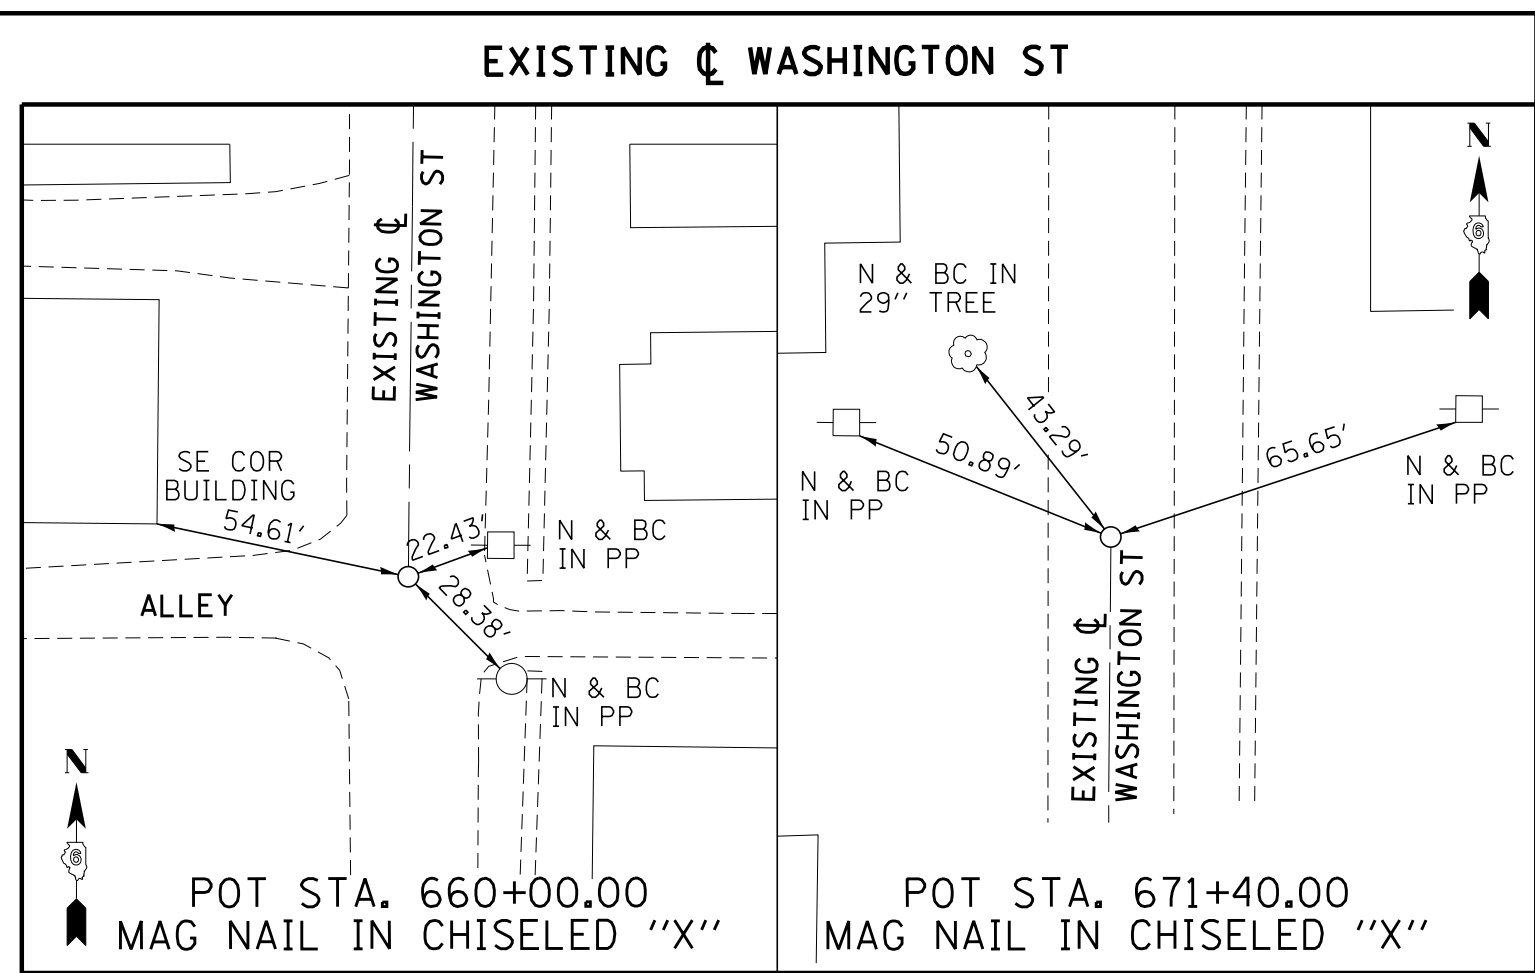 EXISTING ℄ WASHINGTON ST
EXISTING ℄
WASHINGTON ST
SE COR
BUILDING
54.61'
22.43'
N & BC
IN PP
28.38'
ALLEY
N & BC
IN PP
N
6
POT STA. 660+00.00
MAG NAIL IN CHISELED "X"
N
6
N & BC IN
29" TREE
43.29'
50.89'
65.65'
N & BC
IN PP
N & BC
IN PP
EXISTING ℄
WASHINGTON ST
POT STA. 671+40.00
MAG NAIL IN CHISELED "X"